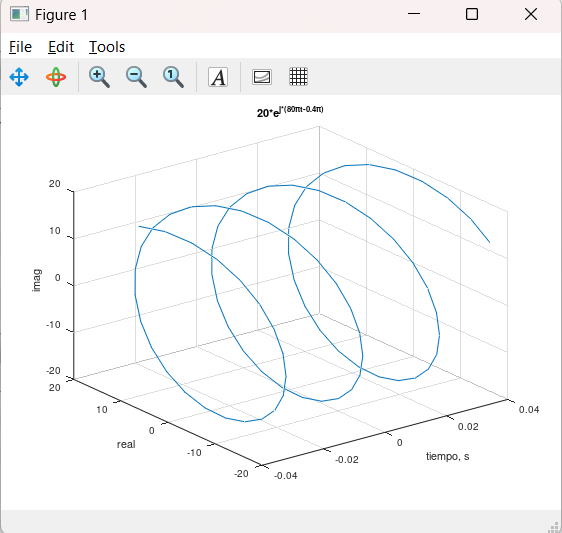 Figure 1
File Edit Tools
A
20*e^j*(80πt-0.4π)
20
10
0
-10
-20
imag
20
10
0
-10
-20
real
-0.04
-0.02
0
0.02
0.04
tiempo, s